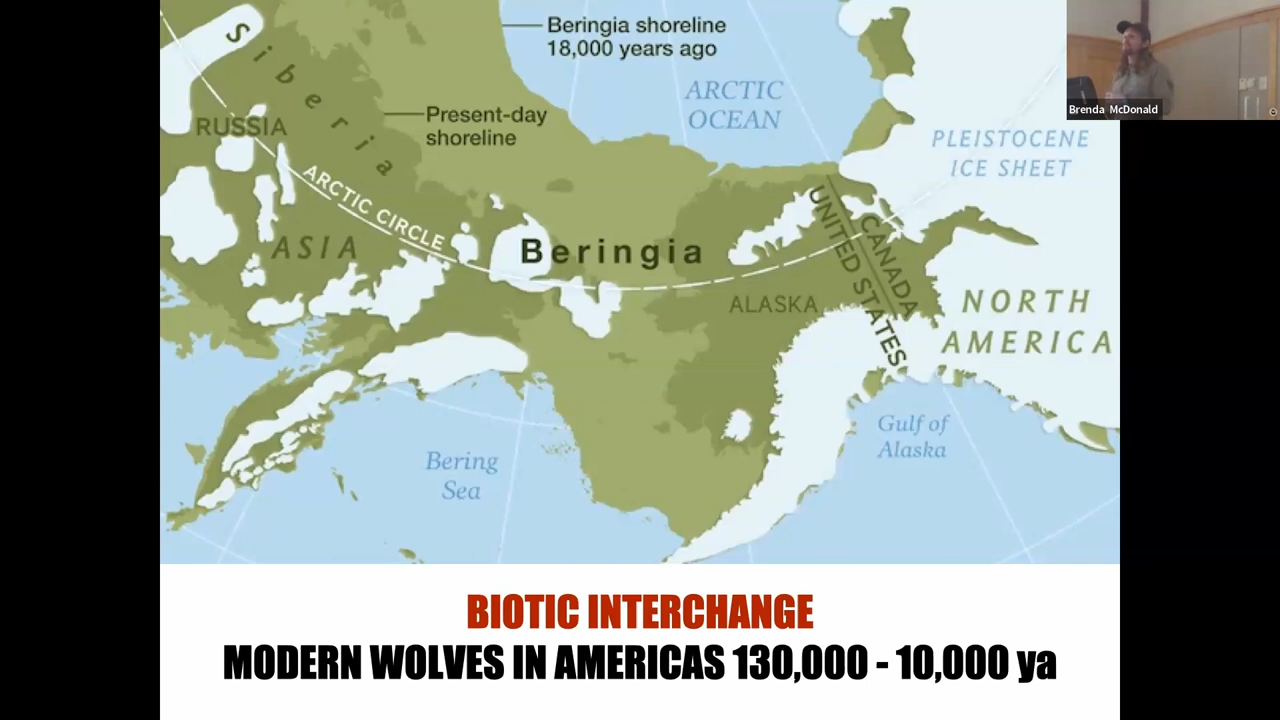 Beringia shoreline
18,000 years ago
Siberia
ARCTIC
OCEAN
Brenda McDonald
Present-day
shoreline
RUSSIA
PLEISTOCENE
ICE SHEET
ARCTIC CIRCLE
ASIA
Beringia
UNITED STATES
CANADA
ALASKA
NORTH
AMERICA
Gulf of
Alaska
Bering
Sea
BIOTIC INTERCHANGE
MODERN WOLVES IN AMERICAS 130,000 - 10,000 ya